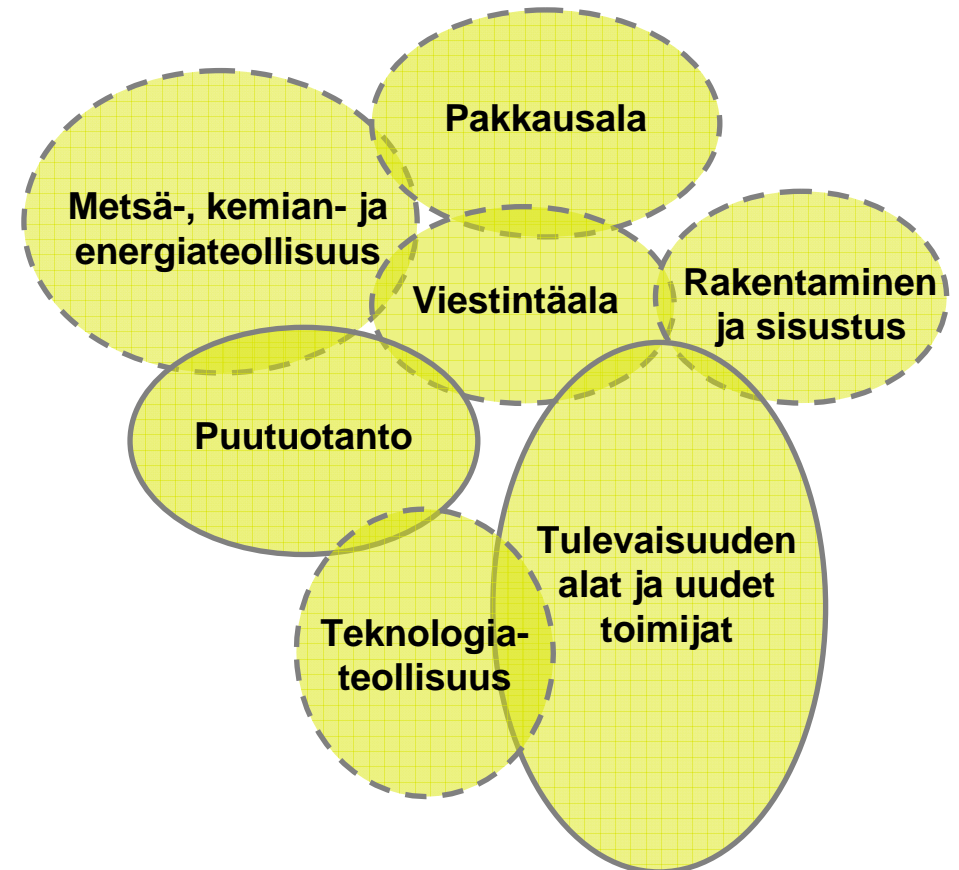 Pakkausala
Metsä-, kemian- ja
energiateollisuus
Viestintäala
Rakentaminen
ja sisustus
Puutuotanto
Tulevaisuuden
alat ja uudet
toimijat
Teknologia-
teollisuus